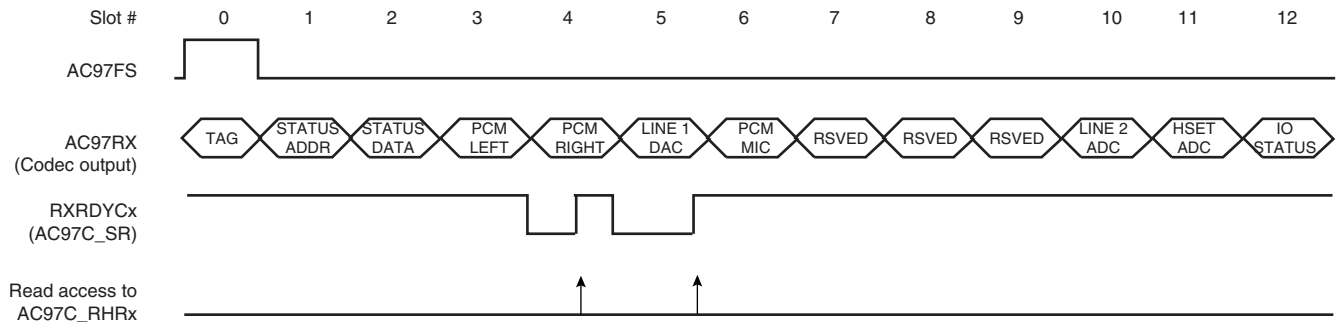 Slot # 0 1 2 3 4 5 6 7 8 9 10 11 12
AC97FS
AC97RX
(Codec output)
TAG
STATUS
ADDR
STATUS
DATA
PCM
LEFT
PCM
RIGHT
LINE 1
DAC
PCM
MIC
RSVED
RSVED
RSVED
LINE 2
ADC
HSET
ADC
IO
STATUS
RXRDYCx
(AC97C_SR)
Read access to
AC97C_RHRx